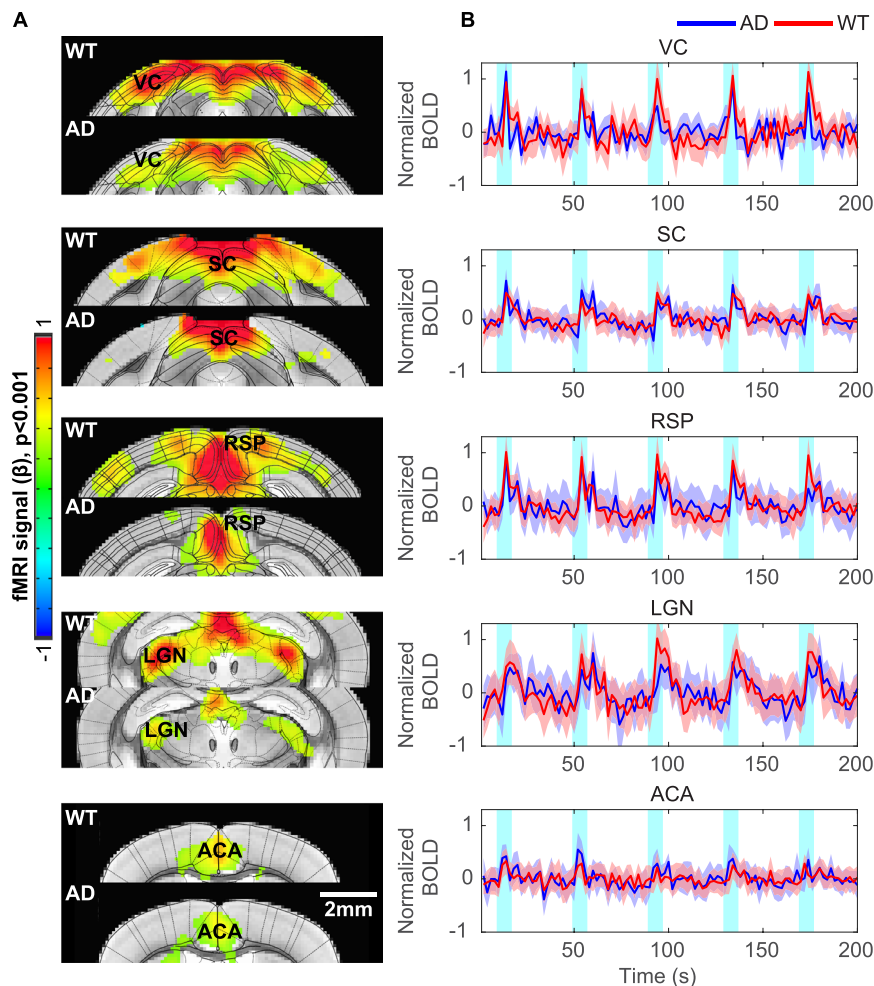 A
B
AD WT
WT
VC
AD
VC
WT
SC
AD
SC
WT
RSP
AD
RSP
WT
LGN
AD
LGN
WT
ACA
AD
ACA
2mm
fMRI signal (β), p<0.001
1
-1
VC
Normalized
BOLD
1
0
-1
50 100 150 200
SC
Normalized
BOLD
1
0
-1
50 100 150 200
RSP
Normalized
BOLD
1
0
-1
50 100 150 200
LGN
Normalized
BOLD
1
0
-1
50 100 150 200
ACA
Normalized
BOLD
1
0
-1
50 100 150 200
Time (s)